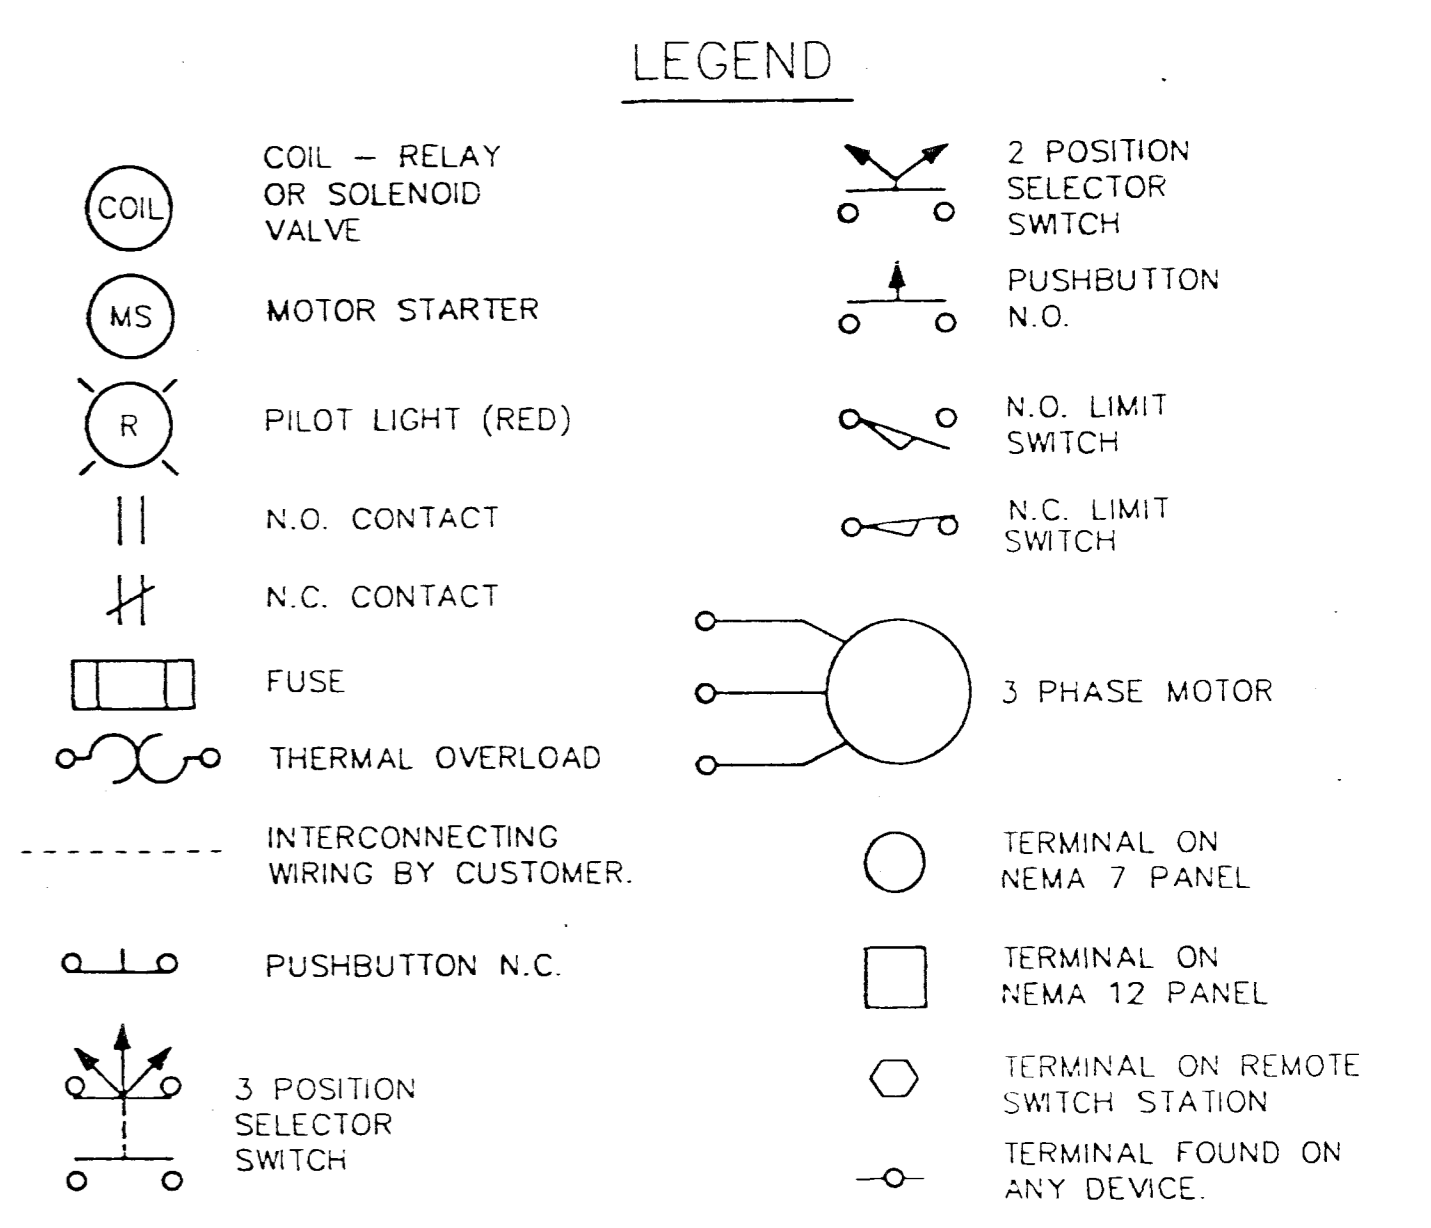 LEGEND
COIL
COIL – RELAY
OR SOLENOID
VALVE
MS
MOTOR STARTER
R
PILOT LIGHT (RED)
N.O. CONTACT
N.C. CONTACT
FUSE
THERMAL OVERLOAD
INTERCONNECTING
WIRING BY CUSTOMER.
PUSHBUTTON N.C.
3 POSITION
SELECTOR
SWITCH
2 POSITION
SELECTOR
SWITCH
PUSHBUTTON
N.O.
N.O. LIMIT
SWITCH
N.C. LIMIT
SWITCH
3 PHASE MOTOR
TERMINAL ON
NEMA 7 PANEL
TERMINAL ON
NEMA 12 PANEL
TERMINAL ON REMOTE
SWITCH STATION
TERMINAL FOUND ON
ANY DEVICE.